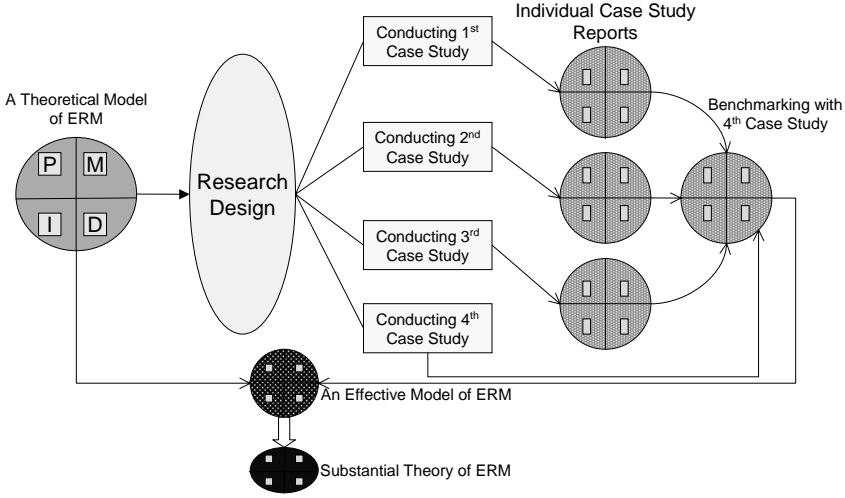 A Theoretical Model
of ERM
P M
I D
Research
Design
Conducting 1st
Case Study
Conducting 2nd
Case Study
Conducting 3rd
Case Study
Conducting 4th
Case Study
Individual Case Study
Reports
Benchmarking with
4th Case Study
An Effective Model of ERM
Substantial Theory of ERM